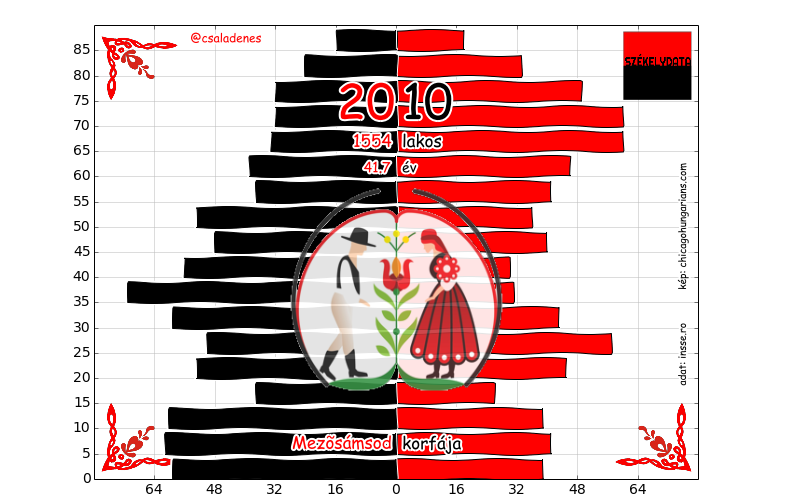 @csaladenes
SZÉKELYDATA
2010
1554 lakos
41.7 év
kép: chicagohungarians.com
adat: insse.ro
Mezősámsod korfája
85
80
75
70
65
60
55
50
45
40
35
30
25
20
15
10
5
0
64 48 32 16 0 16 32 48 64